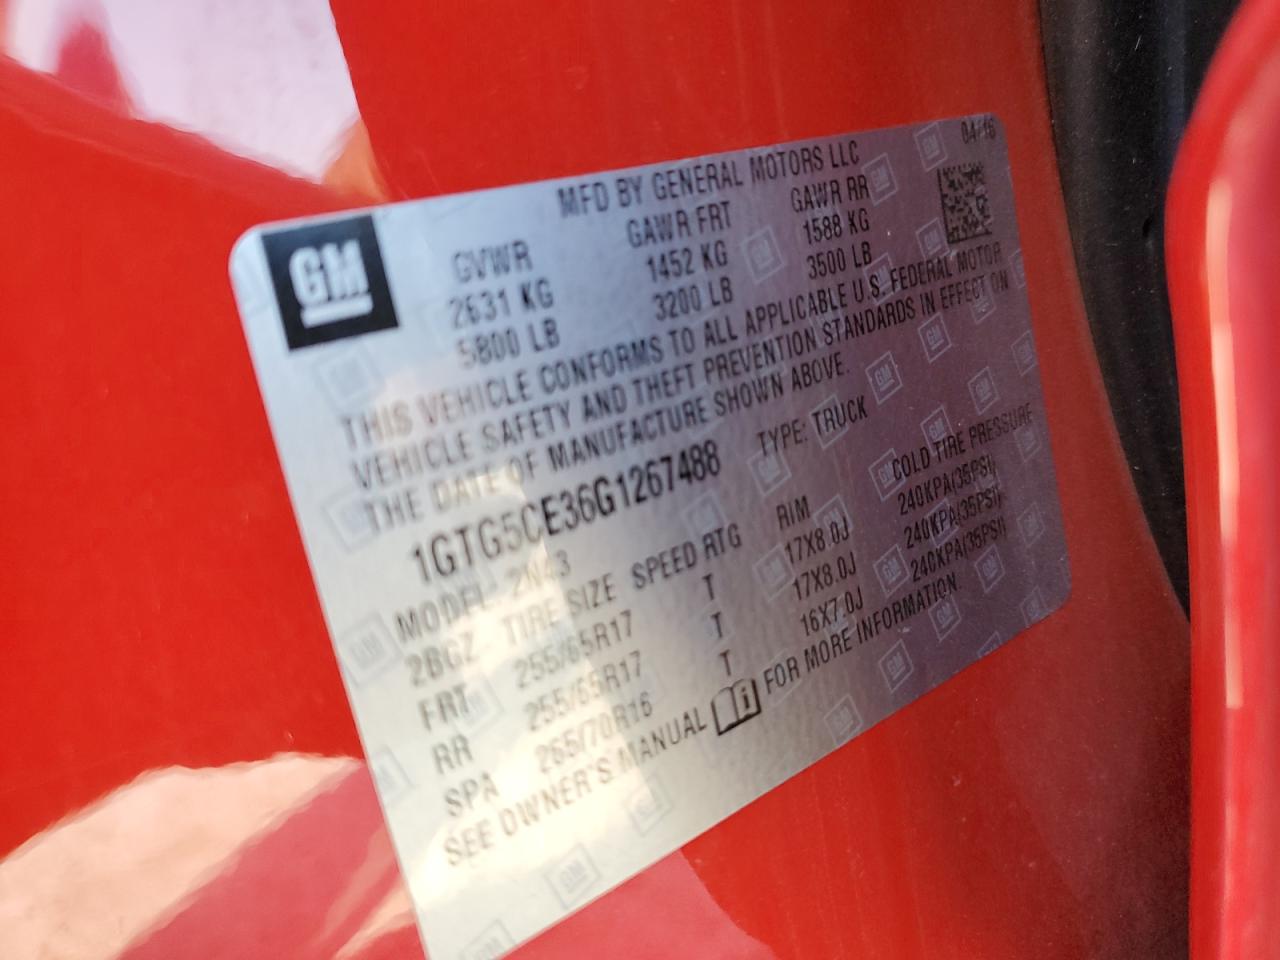 04/16
MFD BY GENERAL MOTORS LLC
GM
GVWR GAWR FRT GAWR RR
2631 KG 1452 KG 1588 KG
5800 LB 3200 LB 3500 LB
THIS VEHICLE CONFORMS TO ALL APPLICABLE U.S. FEDERAL MOTOR
VEHICLE SAFETY AND THEFT PREVENTION STANDARDS IN EFFECT ON
THE DATE OF MANUFACTURE SHOWN ABOVE.
1GTG5CE36G1267488 TYPE: TRUCK
MODEL:
2BGZ TIRE SIZE SPEED RTG RIM COLD TIRE PRESSURE
FRT 255/65R17 T 17X8.0J 240KPA(35PSI)
RR 255/65R17 T 17X8.0J 240KPA(35PSI)
SPA 265/70R16 T 16X7.0J 240KPA(35PSI)
SEE OWNER'S MANUAL FOR MORE INFORMATION.